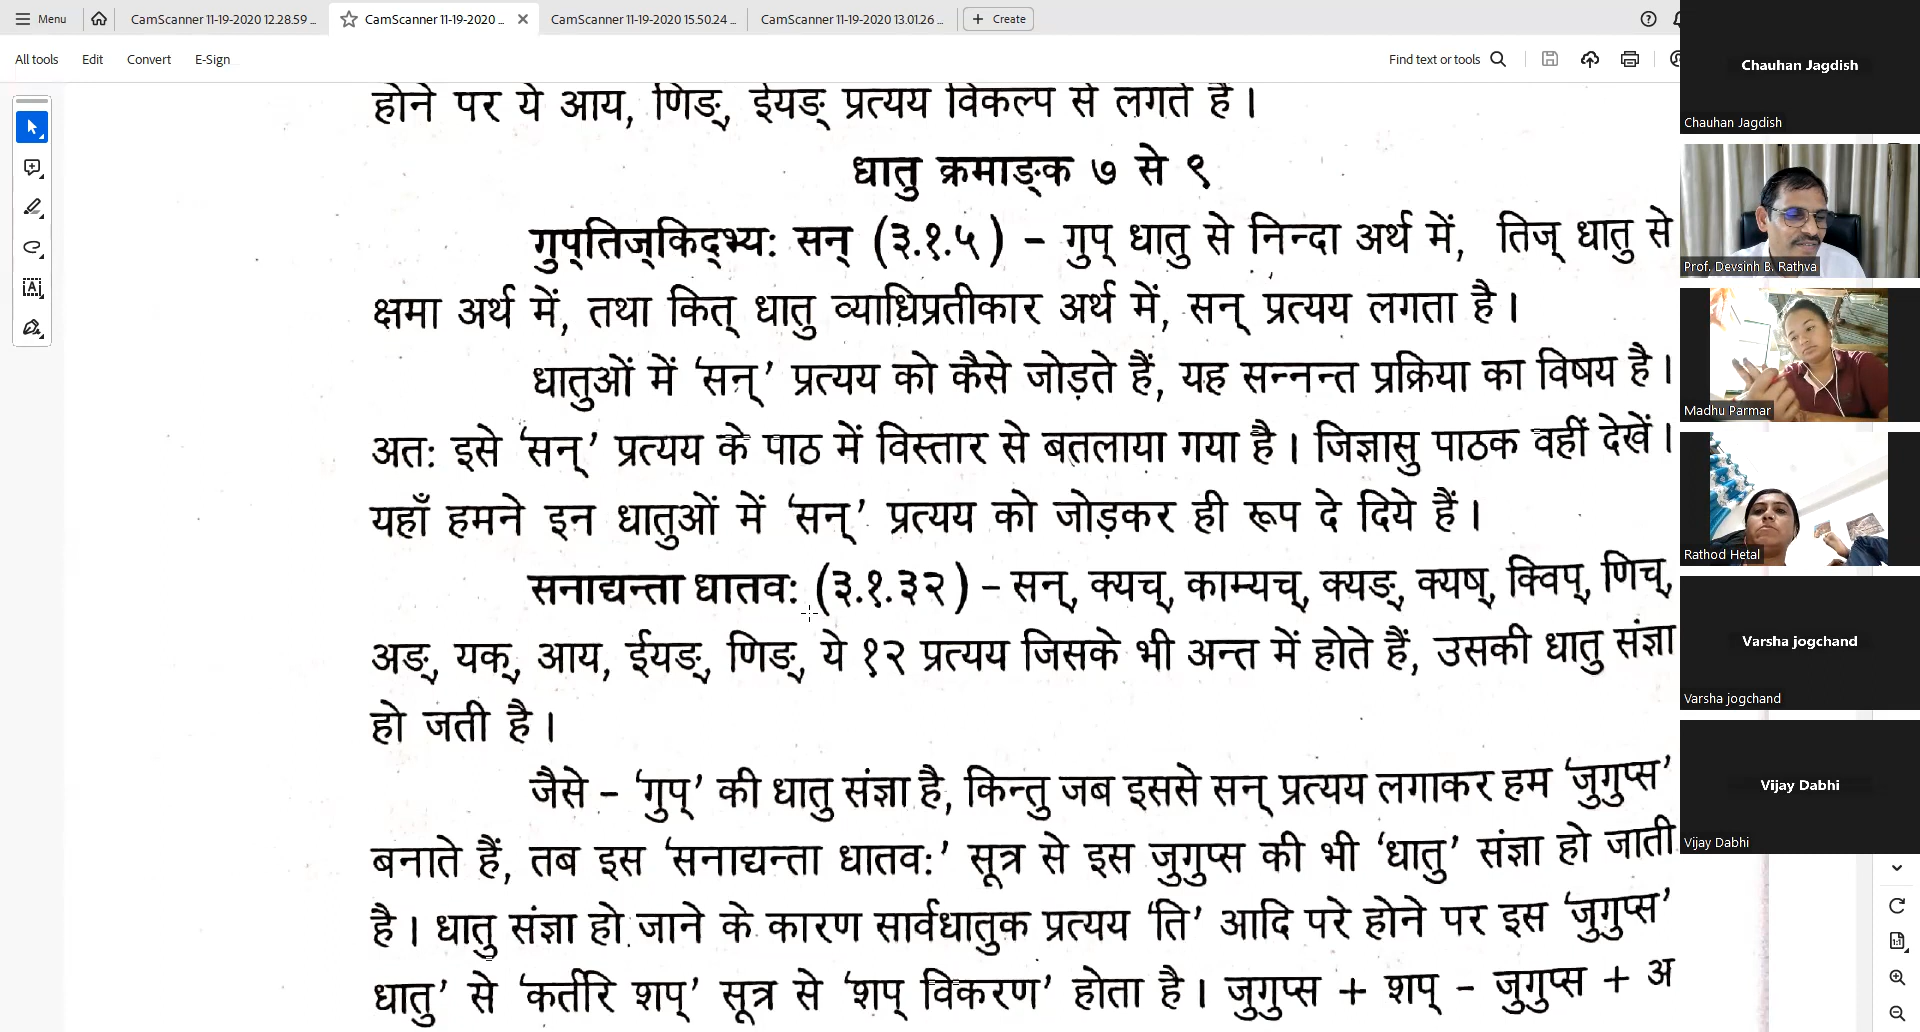 Menu
CamScanner 11-19-2020 12.28.59 ...
CamScanner 11-19-2020 ...
CamScanner 11-19-2020 15.50.24 ...
CamScanner 11-19-2020 13.01.26 ...
Create
All tools
Edit
Convert
E-Sign
Find text or tools
होने पर ये आय, णिङ्, ईयङ् प्रत्यय विकल्प से लगते हैं।
धातु क्रमाङ्क ७ से ९
गुप्तिज्किद्भ्य: सन् (३.१.५) – गुप् धातु से निन्दा अर्थ में, तिज् धातु से
क्षमा अर्थ में, तथा कित् धातु व्याधिप्रतीकार अर्थ में, सन् प्रत्यय लगता है।
धातुओं में ‘सन्’ प्रत्यय को कैसे जोड़ते हैं, यह सन्नन्त प्रक्रिया का विषय है।
अत: इसे ‘सन्’ प्रत्यय के पाठ में विस्तार से बतलाया गया है। जिज्ञासु पाठक वहीं देखें।
यहाँ हमने इन धातुओं में ‘सन्’ प्रत्यय को जोड़कर ही रूप दे दिये हैं।
सनाद्यन्ता धातव: (३.१.३२) – सन्, क्यच्, काम्यच्, क्यङ्, क्यष्, क्विप्, णिच्,
अङ्, यक्, आय, ईयङ्, णिङ्, ये १२ प्रत्यय जिसके भी अन्त में होते हैं, उसकी धातु संज्ञा
हो जती है।
जैसे – ‘गुप्’ की धातु संज्ञा है, किन्तु जब इससे सन् प्रत्यय लगाकर हम ‘जुगुप्स’
बनाते हैं, तब इस ‘सनाद्यन्ता धातव:’ सूत्र से इस जुगुप्स की भी ‘धातु’ संज्ञा हो जाती
है। धातु संज्ञा हो जाने के कारण सार्वधातुक प्रत्यय ‘ति’ आदि परे होने पर इस ‘जुगुप्स’
धातु’ से ‘कर्तरि शप्’ सूत्र से ‘शप् विकरण’ होता है। जुगुप्स + शप् – जुगुप्स + अ
Chauhan Jagdish
Chauhan Jagdish
Prof. Devsinh B. Rathva
Madhu Parmar
Rathod Hetal
Varsha jogchand
Varsha jogchand
Vijay Dabhi
Vijay Dabhi